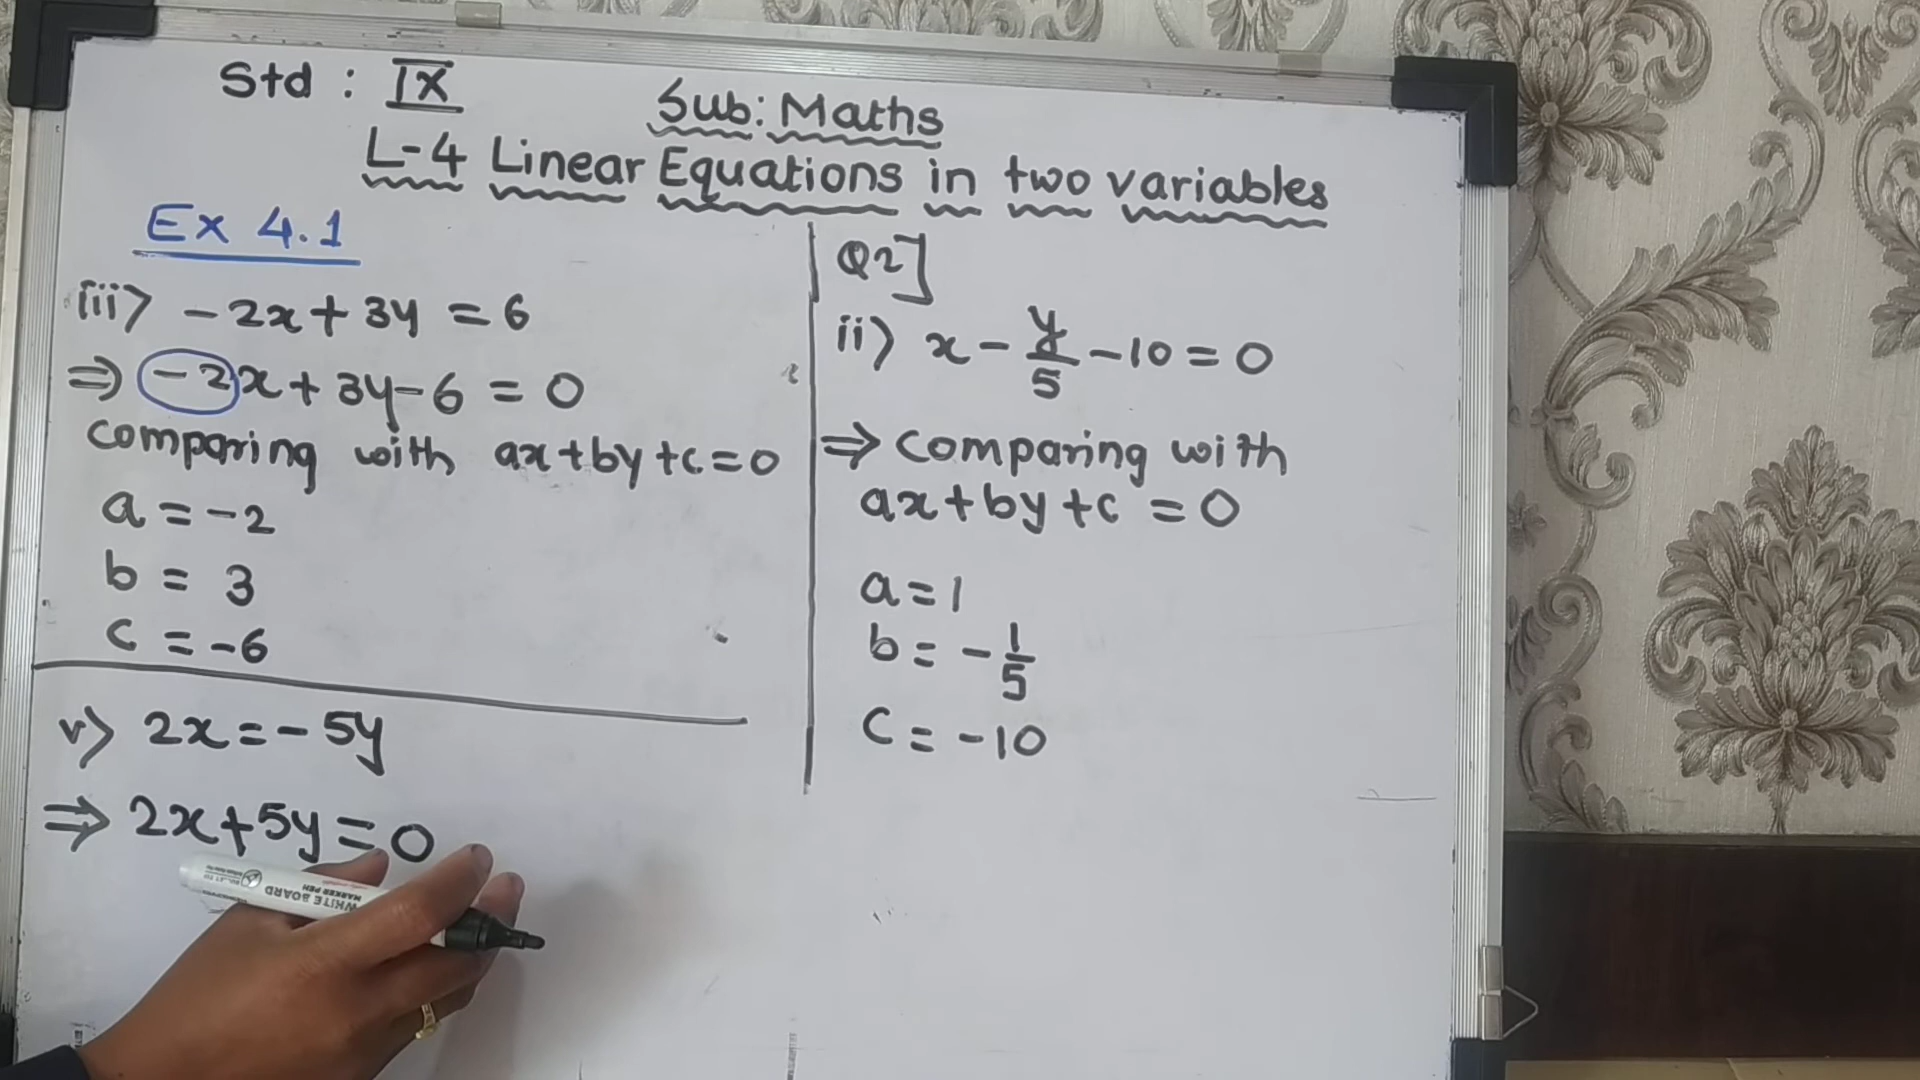 Std : IX
Sub: Maths
L-4 Linear Equations in two variables
Ex 4.1
iii) -2x + 3y = 6
⇒ -2x + 3y - 6 = 0
comparing with ax + by + c = 0
a = -2
b = 3
c = -6
v) 2x = -5y
⇒ 2x + 5y = 0
WHITE BOARD
MARKER PEN
Q2]
ii) x - y/5 - 10 = 0
⇒ comparing with
ax + by + c = 0
a = 1
b = -1/5
c = -10